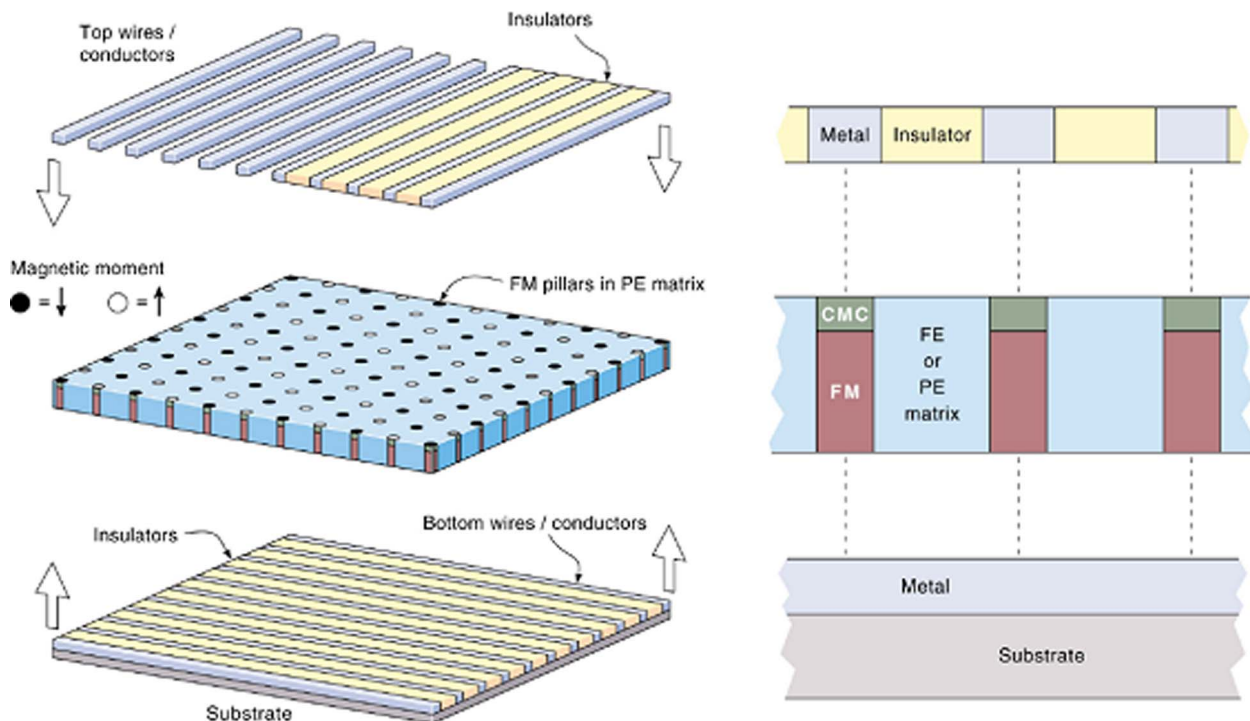 Top wires /
conductors
Insulators
Magnetic moment
= ↓ = ↑
FM pillars in PE matrix
Insulators
Bottom wires / conductors
Substrate
Metal
Insulator
CMC
FM
FE
or
PE
matrix
Metal
Substrate